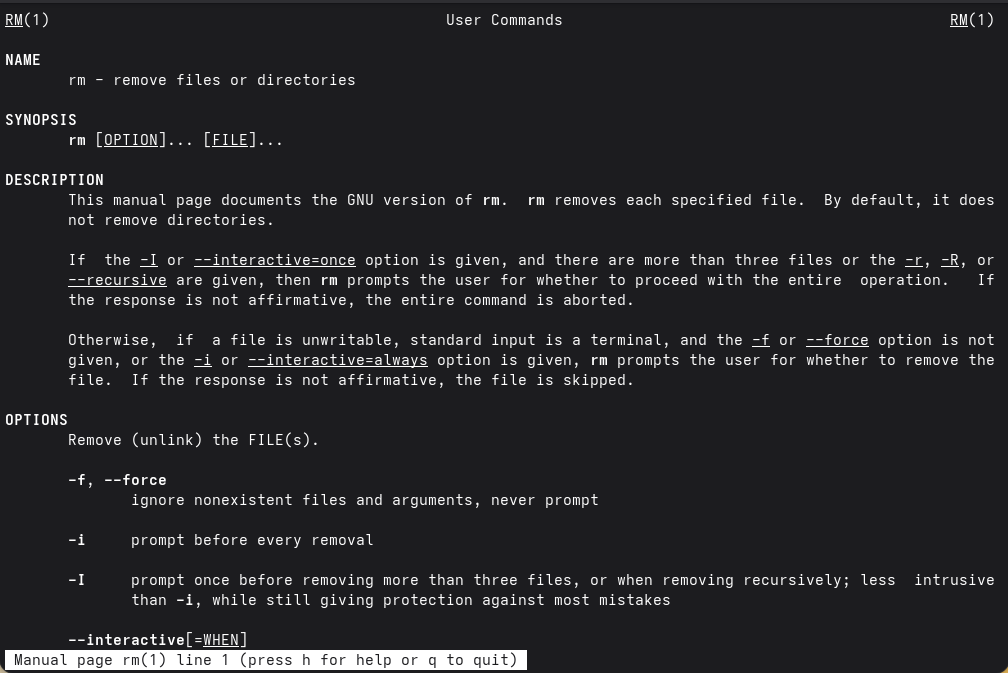 RM(1) User Commands RM(1)
NAME
rm - remove files or directories
SYNOPSIS
rm [OPTION]... [FILE]...
DESCRIPTION
This manual page documents the GNU version of rm.  rm removes each specified file.  By default, it does
not remove directories.
If  the -I or --interactive=once option is given, and there are more than three files or the -r, -R, or
--recursive are given, then rm prompts the user for whether to proceed with the entire  operation.   If
the response is not affirmative, the entire command is aborted.
Otherwise,  if  a file is unwritable, standard input is a terminal, and the -f or --force option is not
given, or the -i or --interactive=always option is given, rm prompts the user for whether to remove the
file.  If the response is not affirmative, the file is skipped.
OPTIONS
Remove (unlink) the FILE(s).
-f, --force
ignore nonexistent files and arguments, never prompt
-i     prompt before every removal
-I     prompt once before removing more than three files, or when removing recursively; less  intrusive
than -i, while still giving protection against most mistakes
--interactive[=WHEN]
Manual page rm(1) line 1 (press h for help or q to quit)